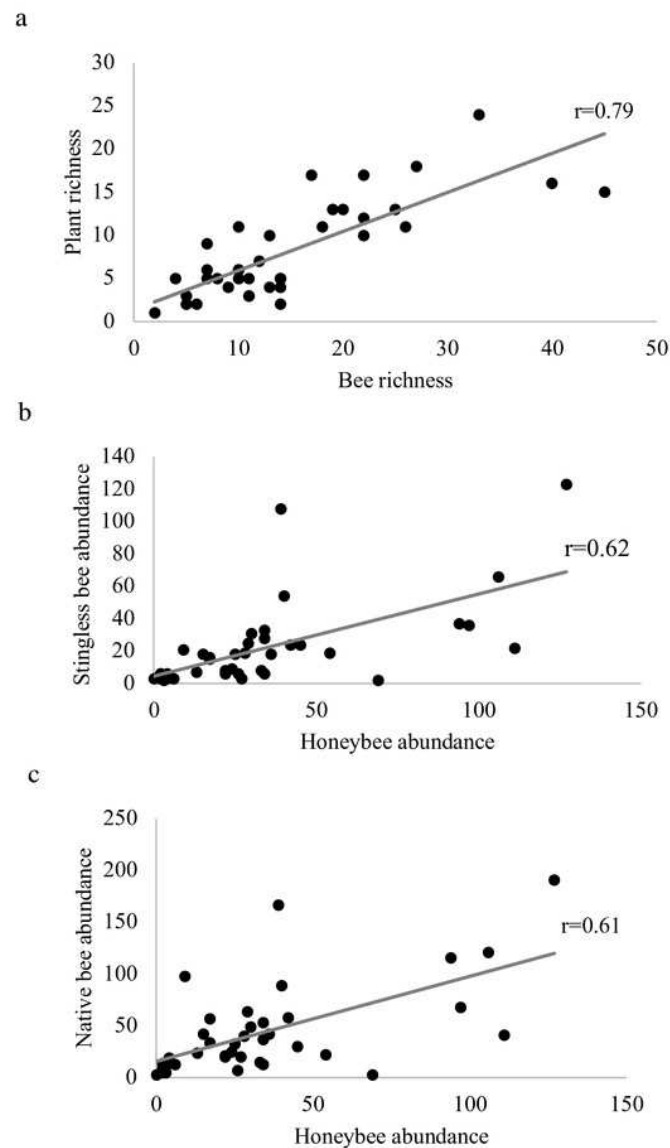 a
30
25
20
15
10
5
0
Plant richness
r=0.79
0 10 20 30 40 50
Bee richness
b
140
120
100
80
60
40
20
0
Stingless bee abundance
r=0.62
0 50 100 150
Honeybee abundance
c
250
200
150
100
50
0
Native bee abundance
r=0.61
0 50 100 150
Honeybee abundance